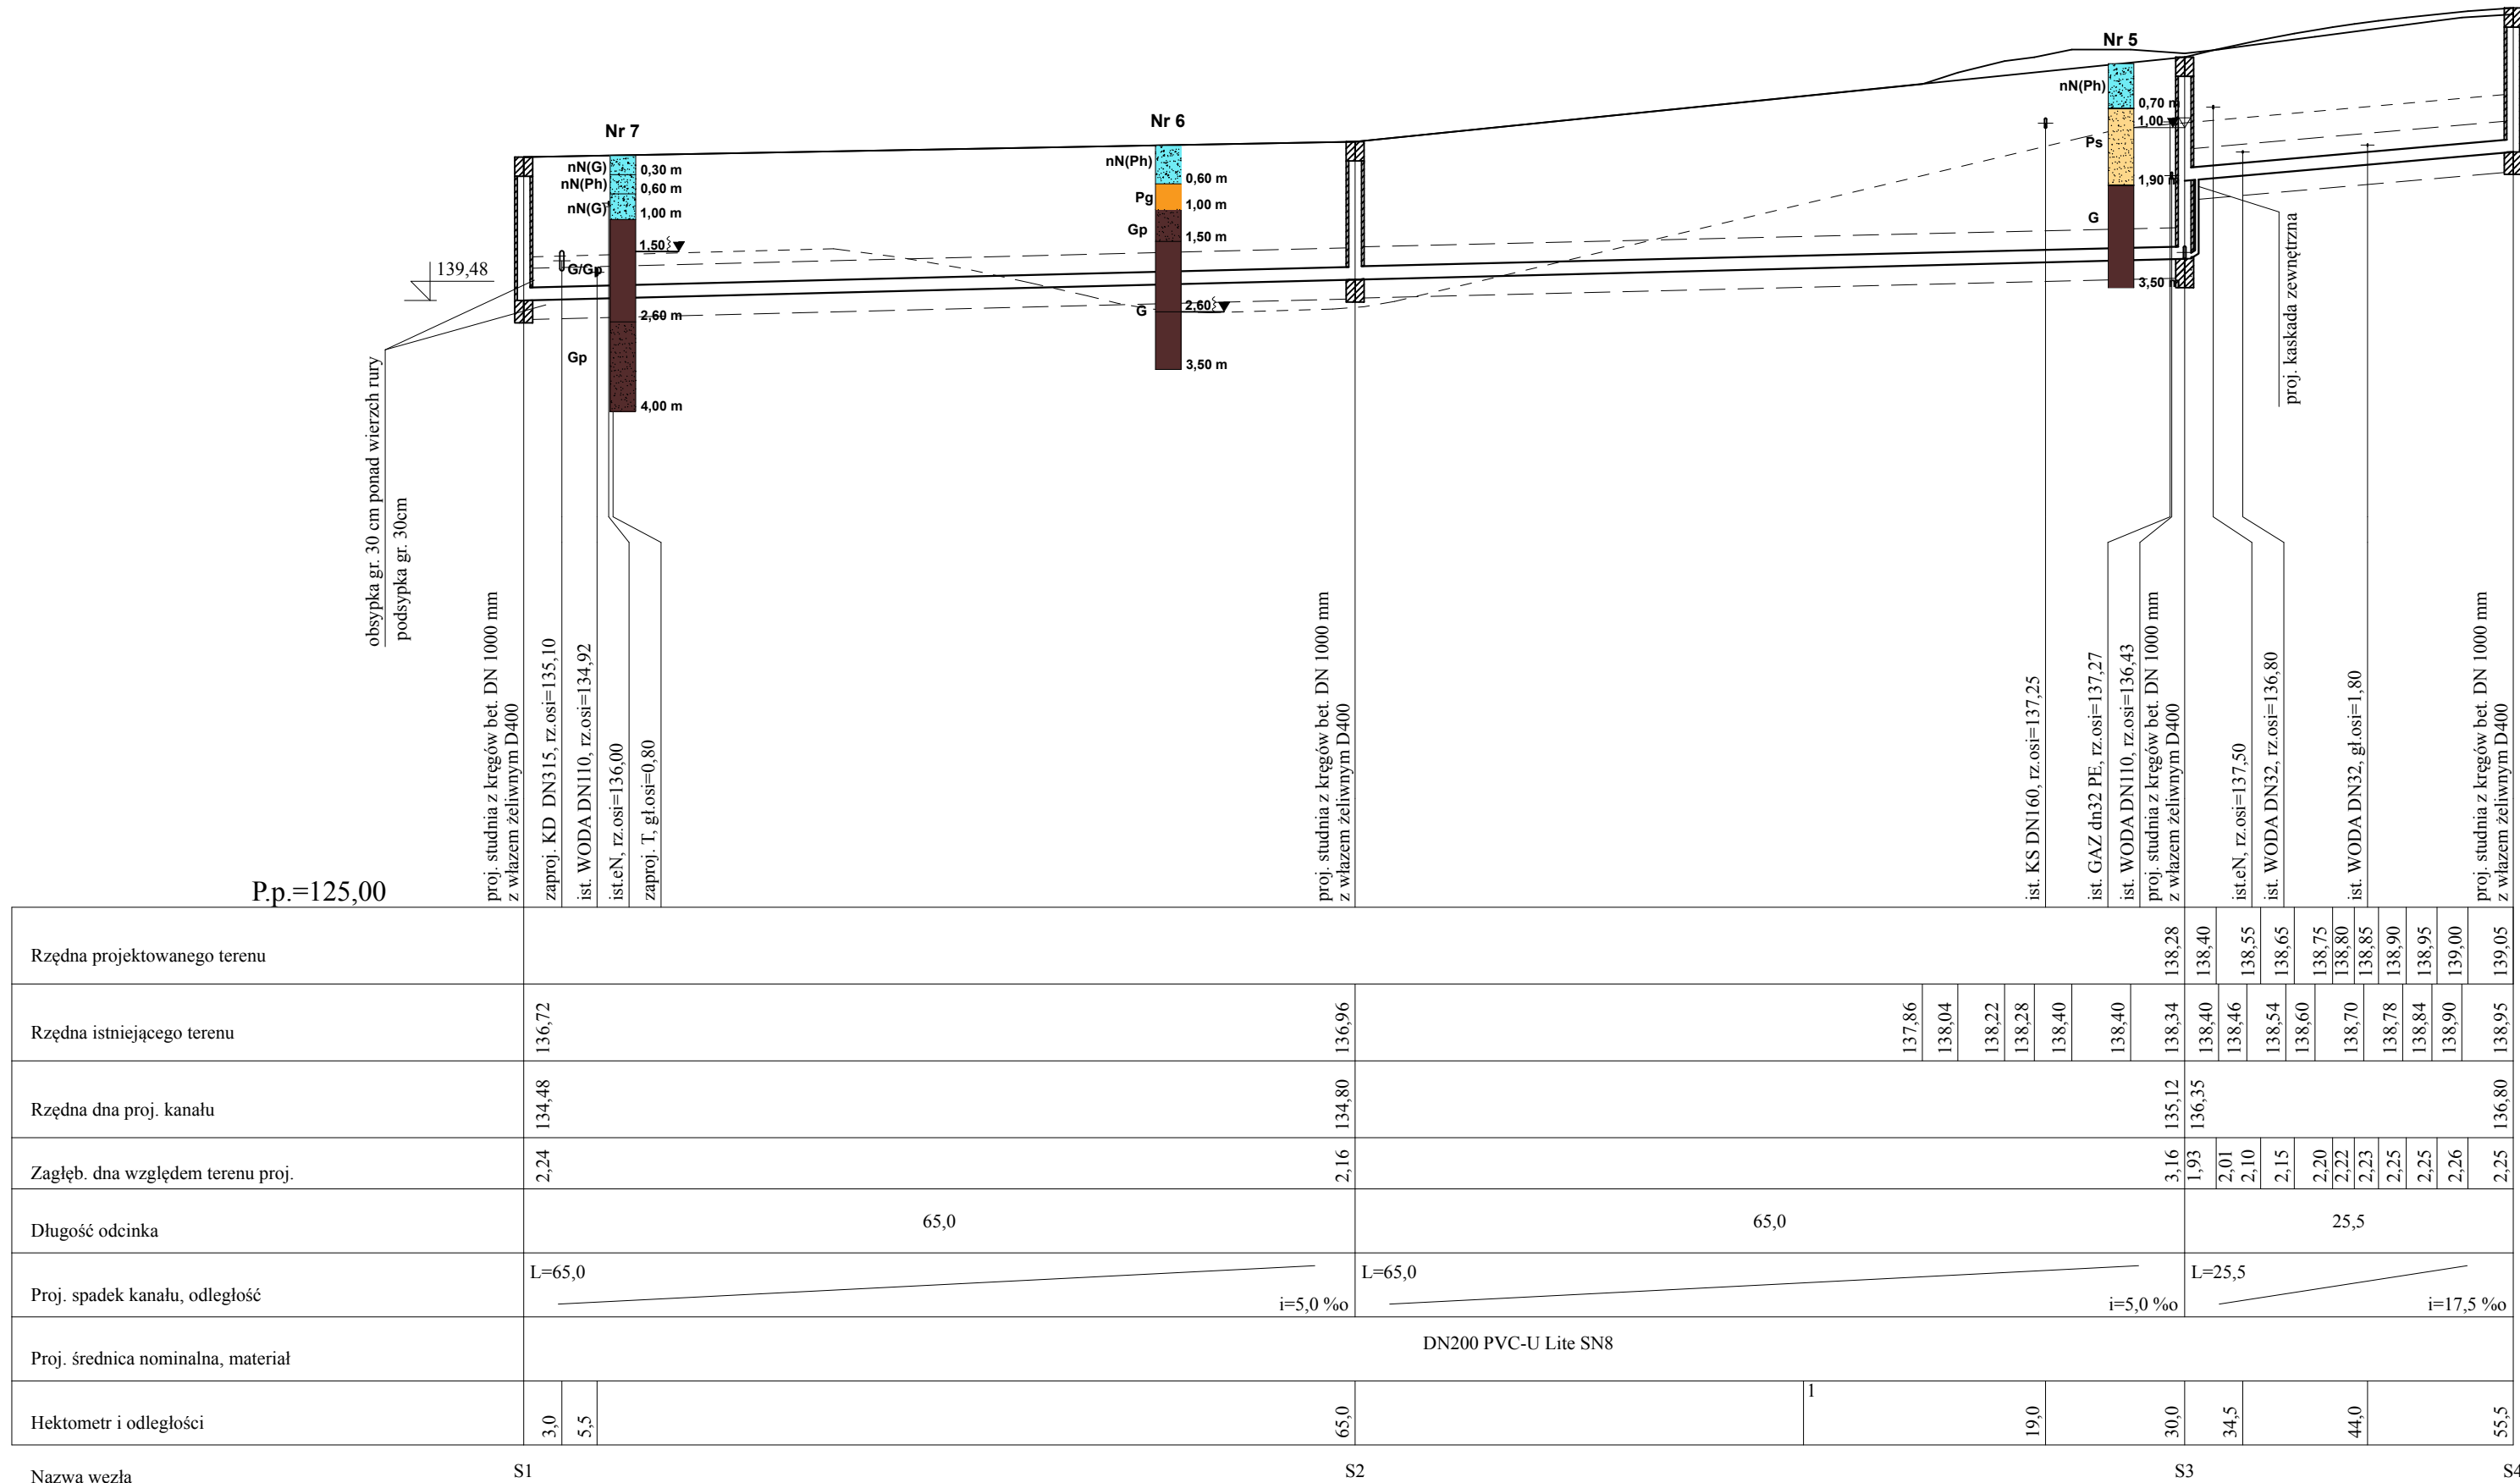 Nr 7
nN(G)
0,30 m
nN(Ph)
0,60 m
nN(G)
1,00 m
1,50
G/Gp
2,60 m
Gp
4,00 m
Nr 6
nN(Ph)
0,60 m
Pg
1,00 m
Gp
1,50 m
2,60
G
3,50 m
Nr 5
nN(Ph)
0,70 m
1,00
Ps
1,90 m
G
3,50 m
139,48
obsypka gr. 30 cm ponad wierzch rury
podsypka gr. 30cm
proj. kaskada zewnętrzna
proj. studnia z kręgów bet. DN 1000 mm
z włazem żeliwnym D400
zaproj. KD DN315, rz.osi=135,10
ist. WODA DN110, rz.osi=134,92
ist.eN, rz.osi=136,00
zaproj. T, gł.osi=0,80
proj. studnia z kręgów bet. DN 1000 mm
z włazem żeliwnym D400
ist. KS DN160, rz.osi=137,25
ist. GAZ dn32 PE, rz.osi=137,27
ist. WODA DN110, rz.osi=136,43
proj. studnia z kręgów bet. DN 1000 mm
z włazem żeliwnym D400
ist.eN, rz.osi=137,50
ist. WODA DN32, rz.osi=136,80
ist. WODA DN32, gł.osi=1,80
proj. studnia z kręgów bet. DN 1000 mm
z włazem żeliwnym D400
P.p.=125,00
Rzędna projektowanego terenu 138,28 138,40 138,55 138,65 138,75 138,80 138,85 138,90 138,95 139,00 139,05
Rzędna istniejącego terenu 136,72 136,96 137,86 138,04 138,22 138,28 138,40 138,40 138,34 138,40 138,46 138,54 138,60 138,70 138,78 138,84 138,90 138,95
Rzędna dna proj. kanału 134,48 134,80 135,12 136,35 136,80
Zagłęb. dna względem terenu proj. 2,24 2,16 3,16 1,93 2,01 2,10 2,15 2,20 2,22 2,23 2,25 2,25 2,26 2,25
Długość odcinka 65,0 65,0 25,5
Proj. spadek kanału, odległość L=65,0 i=5,0 %o L=65,0 i=5,0 %o L=25,5 i=17,5 %o
Proj. średnica nominalna, materiał DN200 PVC-U Lite SN8
Hektometr i odległości 3,0 5,5 65,0 1 19,0 30,0 34,5 44,0 55,5
Nazwa węzła S1 S2 S3 S4